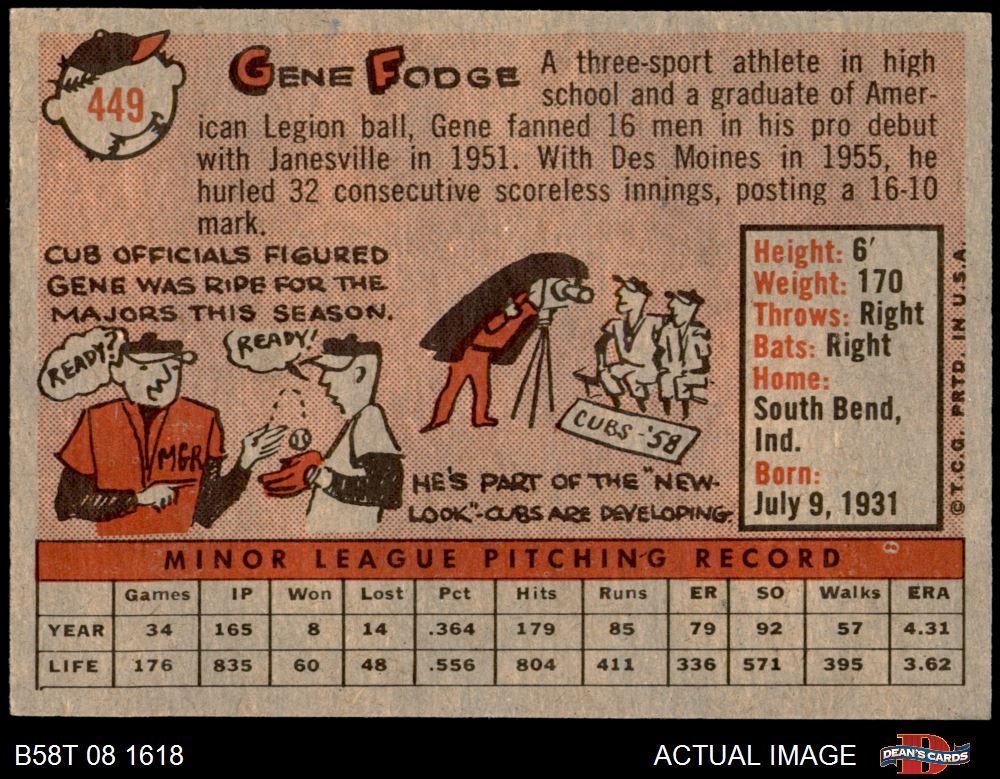 449
GENE FODGE
A three-sport athlete in high
school and a graduate of Amer-
ican Legion ball, Gene fanned 16 men in his pro debut
with Janesville in 1951. With Des Moines in 1955, he
hurled 32 consecutive scoreless innings, posting a 16-10
mark.
CUB OFFICIALS FIGURED
GENE WAS RIPE FOR THE
MAJORS THIS SEASON.
READY?
READY!
MGR
CUBS - '58
HE'S PART OF THE "NEW-
LOOK"-CUBS ARE DEVELOPING.
Height: 6'
Weight: 170
Throws: Right
Bats: Right
Home:
South Bend,
Ind.
Born:
July 9, 1931
© T.C.G. PRTD. IN U.S.A.
MINOR LEAGUE PITCHING RECORD
Games IP Won Lost Pct Hits Runs ER SO Walks ERA
YEAR 34 165 8 14 .364 179 85 79 92 57 4.31
LIFE 176 835 60 48 .556 804 411 336 571 395 3.62
B58T 08 1618
ACTUAL IMAGE
DEAN'S CARDS